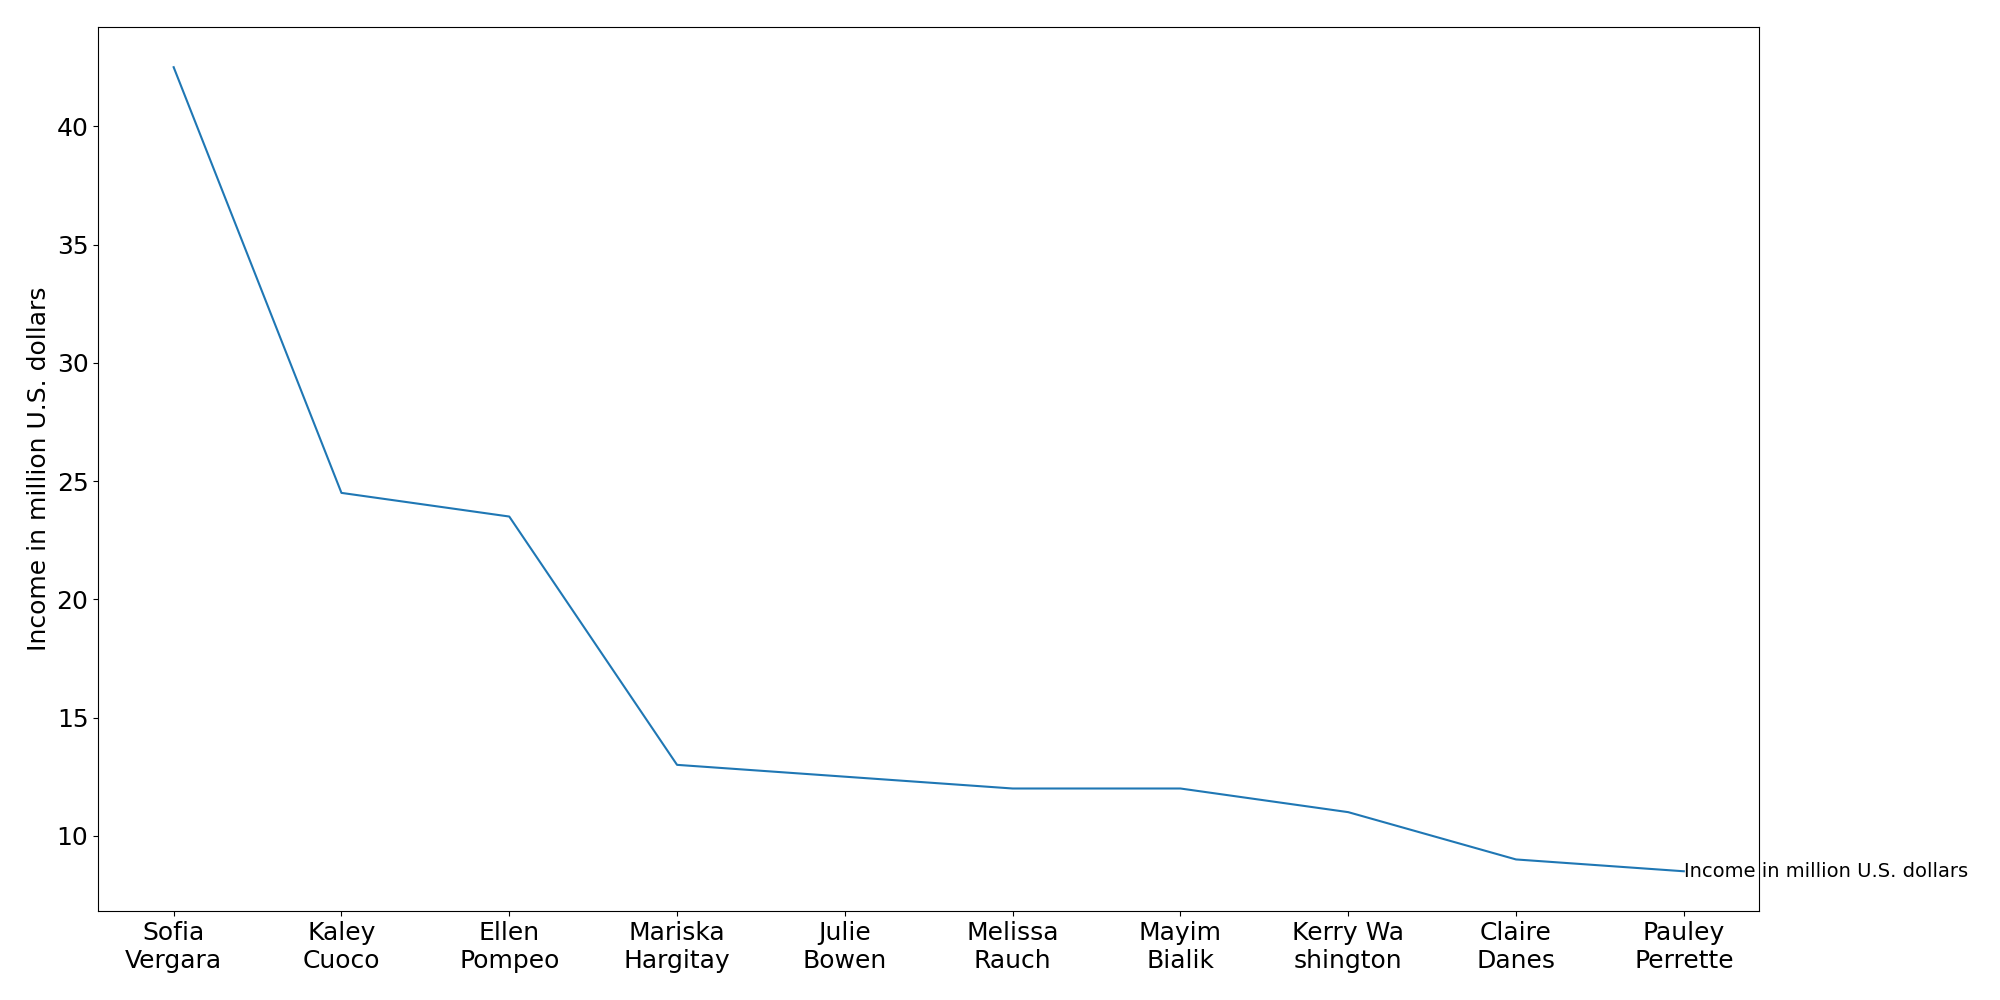 Income in million U.S. dollars
40
35
30
25
20
15
10
Income in million U.S. dollars
Sofia
Vergara
Kaley
Cuoco
Ellen
Pompeo
Mariska
Hargitay
Julie
Bowen
Melissa
Rauch
Mayim
Bialik
Kerry Wa
shington
Claire
Danes
Pauley
Perrette